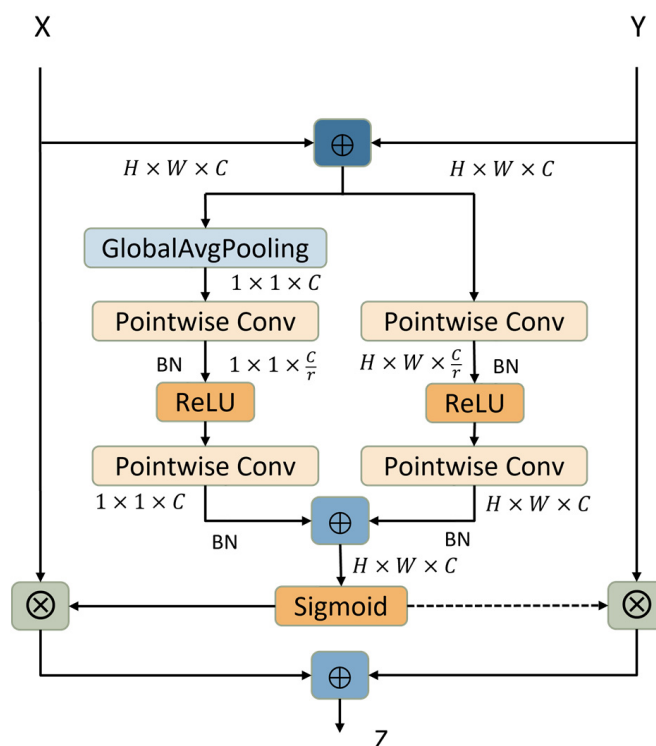 X
Y
H × W × C
H × W × C
GlobalAvgPooling
1 × 1 × C
Pointwise Conv
Pointwise Conv
BN
1 × 1 × C/r
H × W × C/r
BN
ReLU
ReLU
Pointwise Conv
Pointwise Conv
1 × 1 × C
H × W × C
BN
BN
H × W × C
Sigmoid
Z